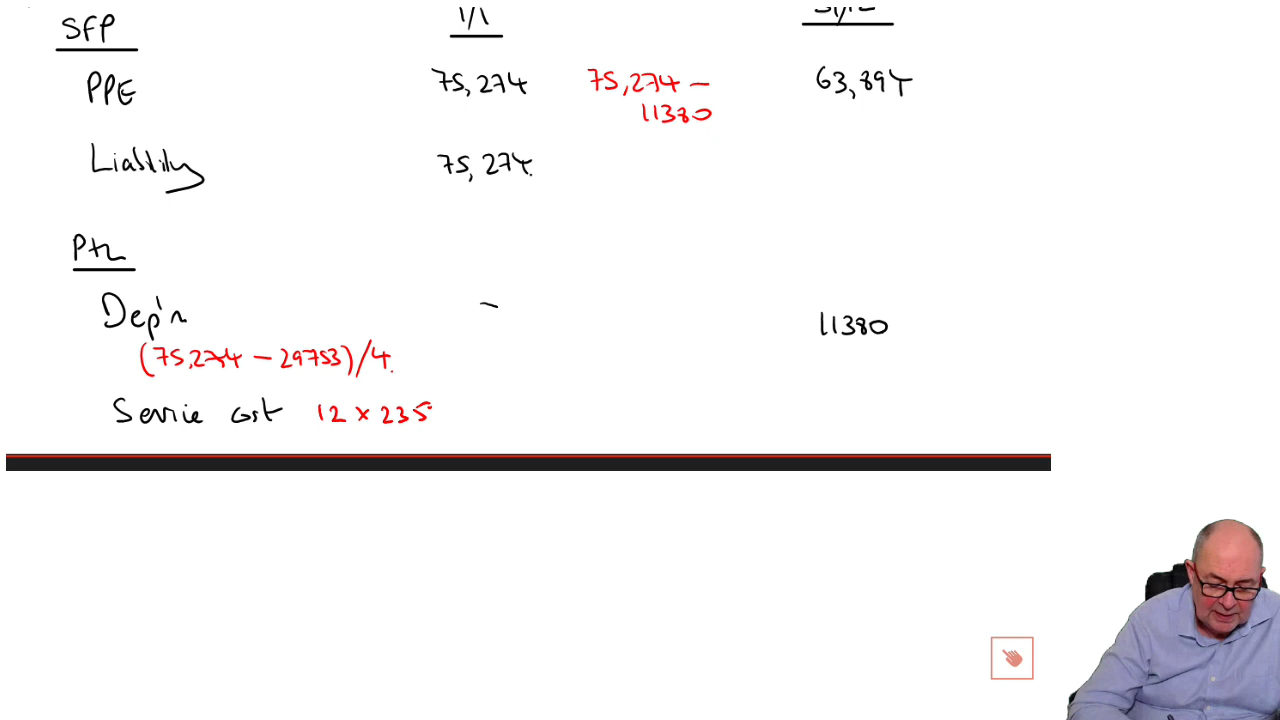 SFP 1/1
PPE 75,274 75,274 – 63,894
11380
Liability 75,274.
P+L
Dep'n – 11380
(75,274 – 29753)/4.
Service cost 12 × 235